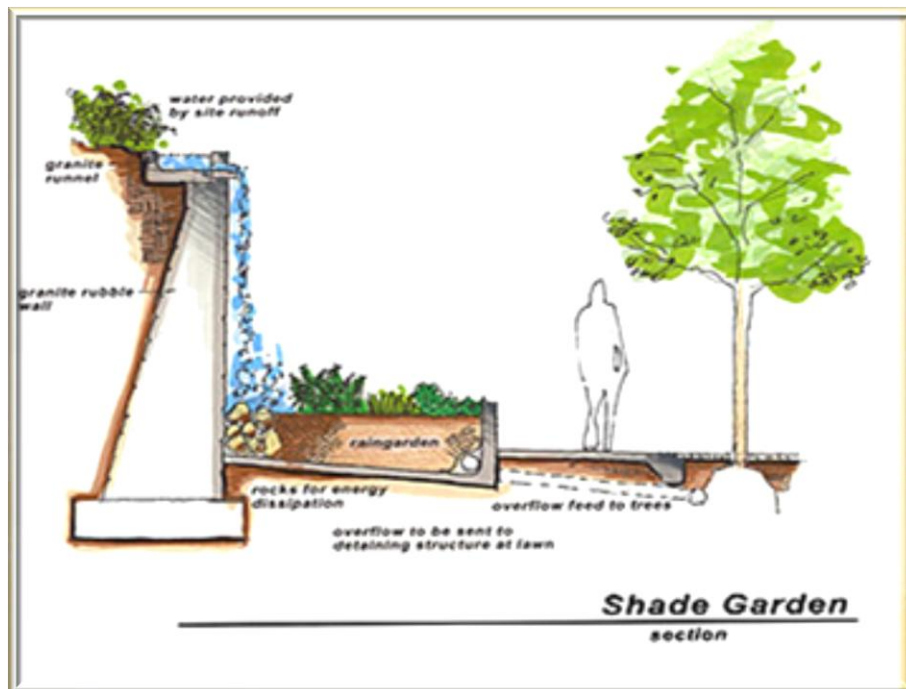 water provided
by site runoff
granite
runnel
granite rubble
wall
raingarden
rocks for energy
dissipation
overflow feed to trees
overflow to be sent to
detaining structure at lawn
Shade Garden
section